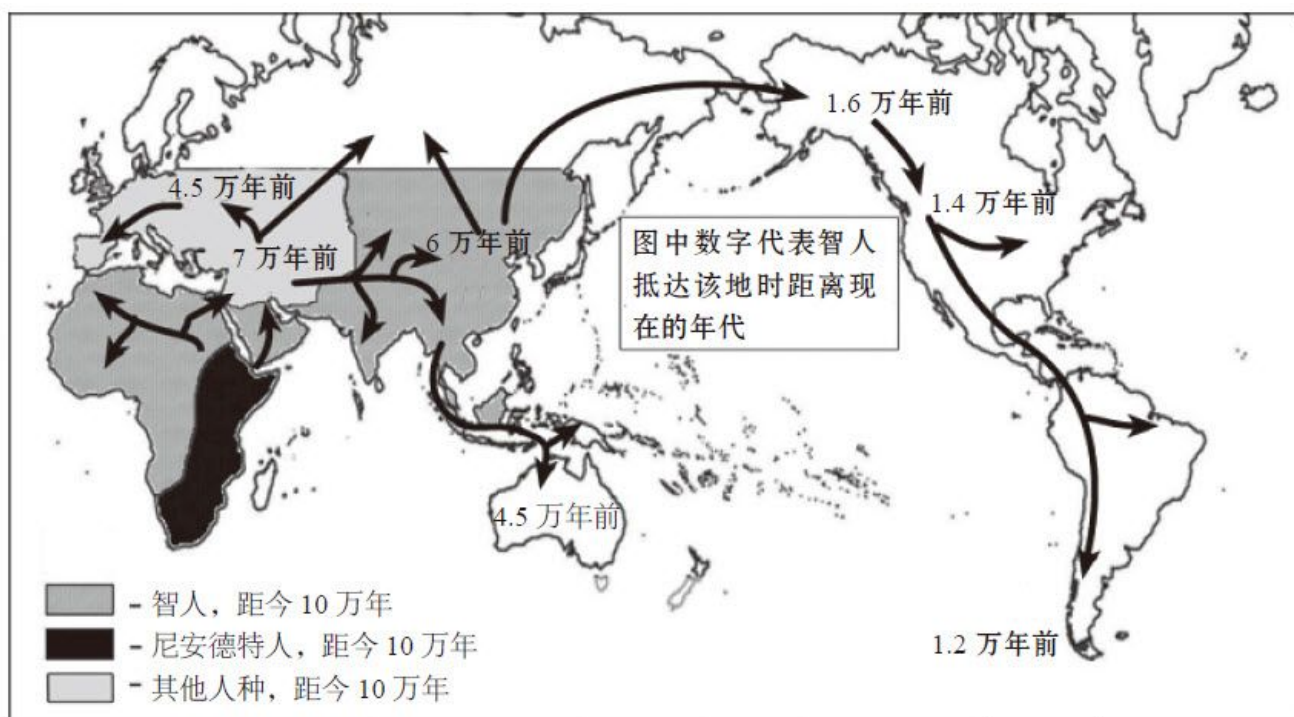 1.6 万年前
4.5 万年前
1.4 万年前
6 万年前
7 万年前
图中数字代表智人
抵达该地时距离现
在的年代
4.5 万年前
- 智人，距今 10 万年
- 尼安德特人，距今 10 万年
1.2 万年前
- 其他人种，距今 10 万年